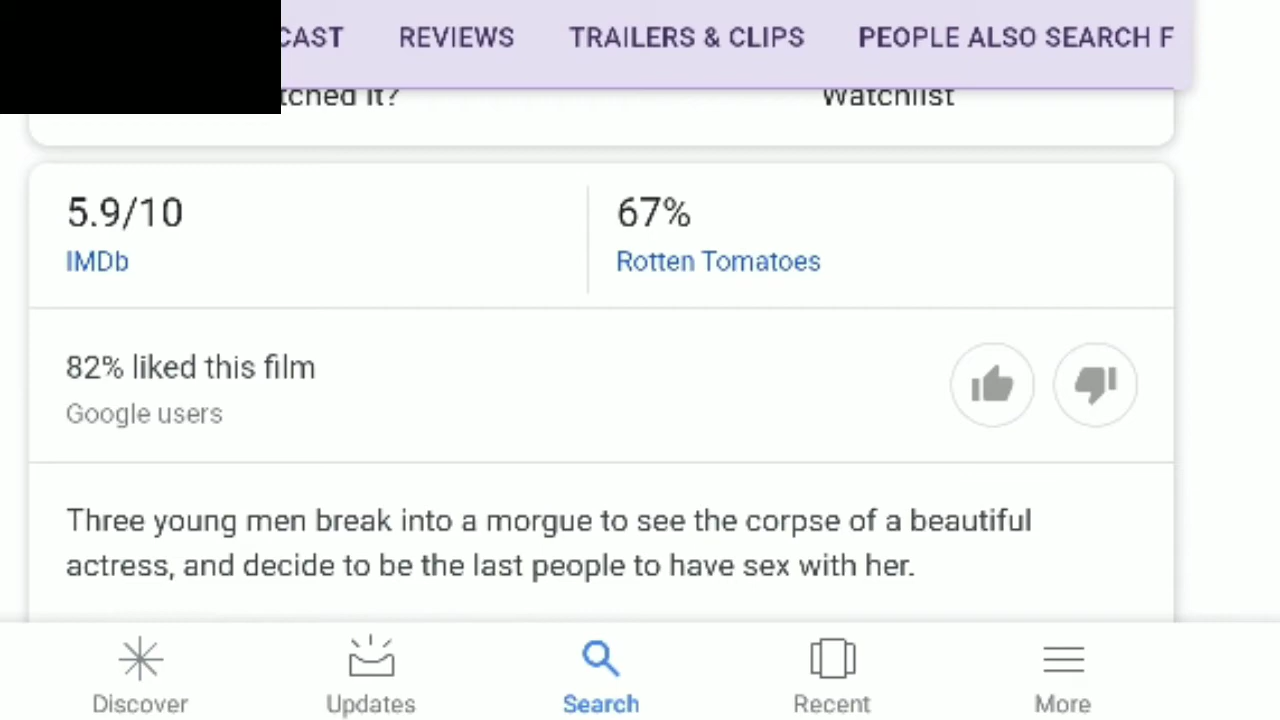 CAST REVIEWS TRAILERS & CLIPS PEOPLE ALSO SEARCH F
tched it? Watchlist
5.9/10 67%
IMDb Rotten Tomatoes
82% liked this film
Google users
Three young men break into a morgue to see the corpse of a beautiful
actress, and decide to be the last people to have sex with her.
Discover Updates Search Recent More